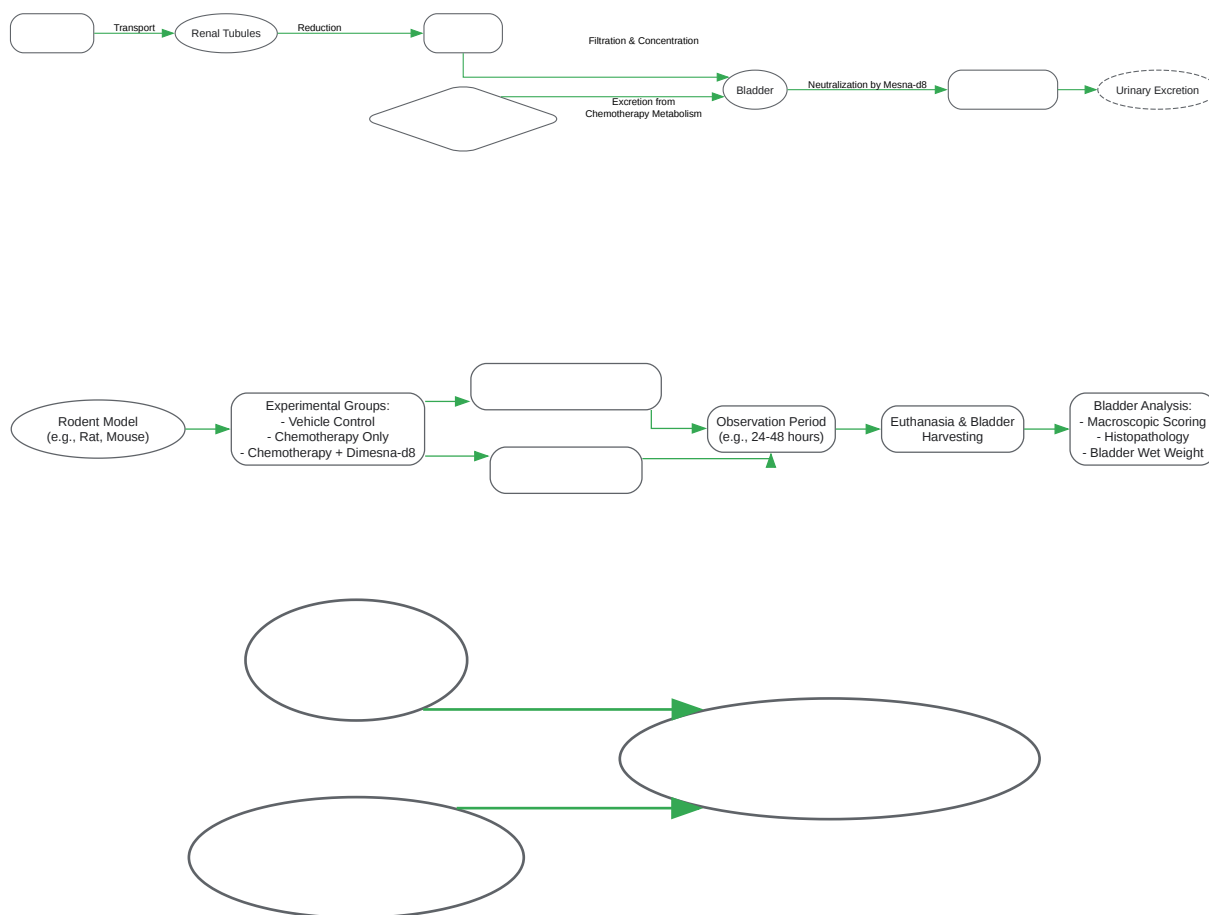 Transport
Renal Tubules
Reduction
Filtration & Concentration
Excretion from
Chemotherapy Metabolism
Bladder
Neutralization by Mesna-d8
Urinary Excretion
Rodent Model
(e.g., Rat, Mouse)
Experimental Groups:
- Vehicle Control
- Chemotherapy Only
- Chemotherapy + Dimesna-d8
Observation Period
(e.g., 24-48 hours)
Euthanasia & Bladder
Harvesting
Bladder Analysis:
- Macroscopic Scoring
- Histopathology
- Bladder Wet Weight